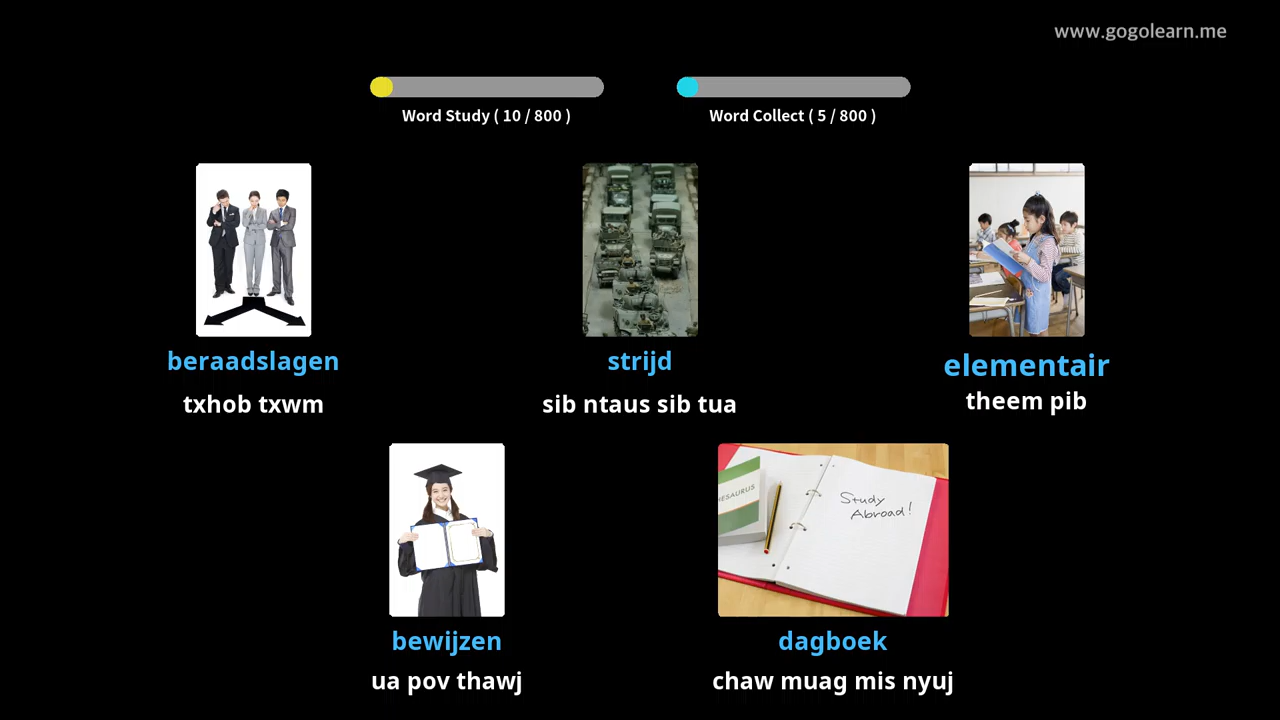 www.gogolearn.me
Word Study ( 10 / 800 )
Word Collect ( 5 / 800 )
beraadslagen
strijd
elementair
txhob txwm
sib ntaus sib tua
theem pib
HESAURUS
Study
Abroad!
bewijzen
dagboek
ua pov thawj
chaw muag mis nyuj